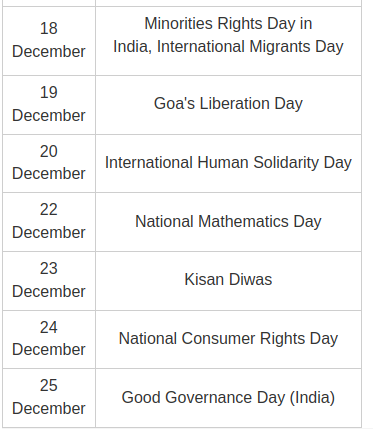 18
December
Minorities Rights Day in
India, International Migrants Day
19
December
Goa's Liberation Day
20
December
International Human Solidarity Day
22
December
National Mathematics Day
23
December
Kisan Diwas
24
December
National Consumer Rights Day
25
December
Good Governance Day (India)